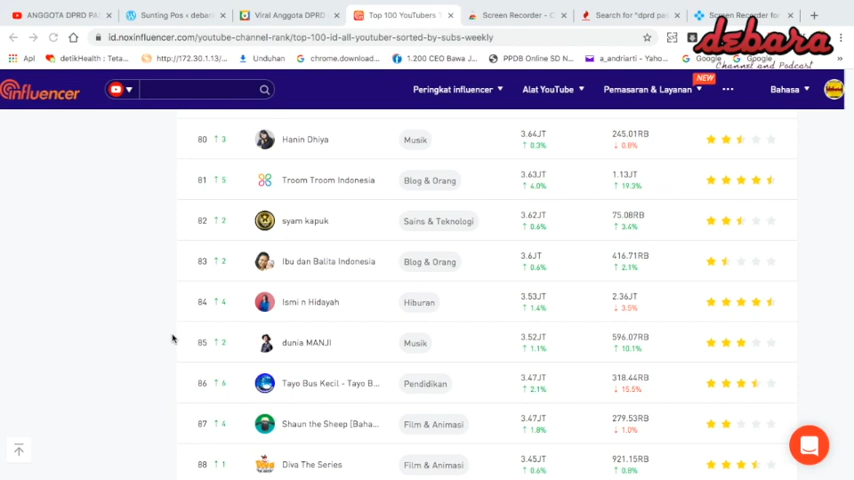 ANGGOTA DPRD PA
Sunting Pos ‹ debar
Viral Anggota DPRD
Top 100 YouTubers T
Screen Recorder - C
Search for "dprd pa
Screen Recorder for
id.noxinfluencer.com/youtube-channel-rank/top-100-id-all-youtuber-sorted-by-subs-weekly
debara
Channel and Podcast
Apl
detikHealth : Teta...
http://172.30.1.13/...
Unduhan
chrome.download...
1.200 CEO Bawa J...
a_andriarti - Yaho...
PPDB Online SD N...
Google
Google
influencer
Peringkat influencer
Alat YouTube
Pemasaran & Layanan
NEW
Bahasa
80 ↑ 3 Hanin Dhiya Musik 3.64JT ↑ 0.3% 245.01RB ↓ 0.8%
81 ↑ 5 Troom Troom Indonesia Blog & Orang 3.63JT ↑ 4.0% 1.13JT ↑ 19.3%
82 ↑ 2 syam kapuk Sains & Teknologi 3.62JT ↑ 0.6% 75.08RB ↑ 3.4%
83 ↑ 2 Ibu dan Balita Indonesia Blog & Orang 3.6JT ↑ 0.6% 416.71RB ↑ 2.1%
84 ↑ 4 Ismi n Hidayah Hiburan 3.53JT ↑ 1.4% 2.36JT ↓ 3.5%
85 ↑ 2 dunia MANJI Musik 3.52JT ↑ 1.1% 596.07RB ↑ 10.1%
86 ↑ 6 Tayo Bus Kecil - Tayo B... Pendidikan 3.47JT ↑ 2.1% 318.44RB ↓ 15.5%
87 ↑ 4 Shaun the Sheep [Baha... Film & Animasi 3.47JT ↑ 1.8% 279.53RB ↓ 1.0%
88 ↑ 1 Diva The Series Film & Animasi 3.45JT ↑ 0.6% 921.15RB ↑ 0.8%